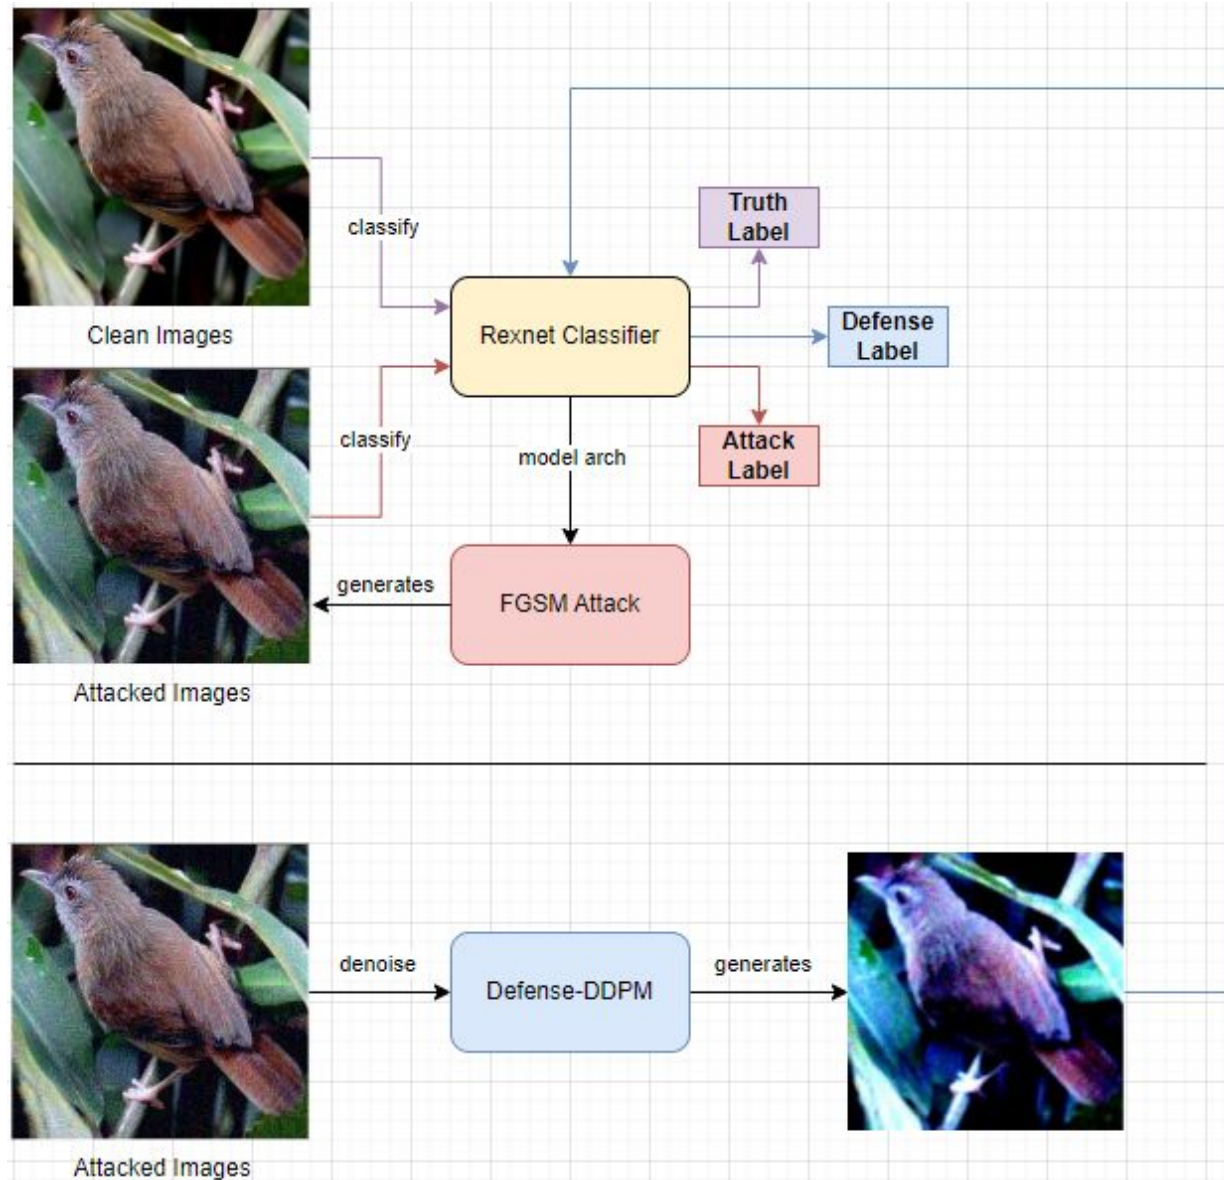 classify
Truth
Label
Clean Images
Rexnet Classifier
Defense
Label
classify
model arch
Attack
Label
generates
FGSM Attack
Attacked Images
denoise
Defense-DDPM
generates
Attacked Images